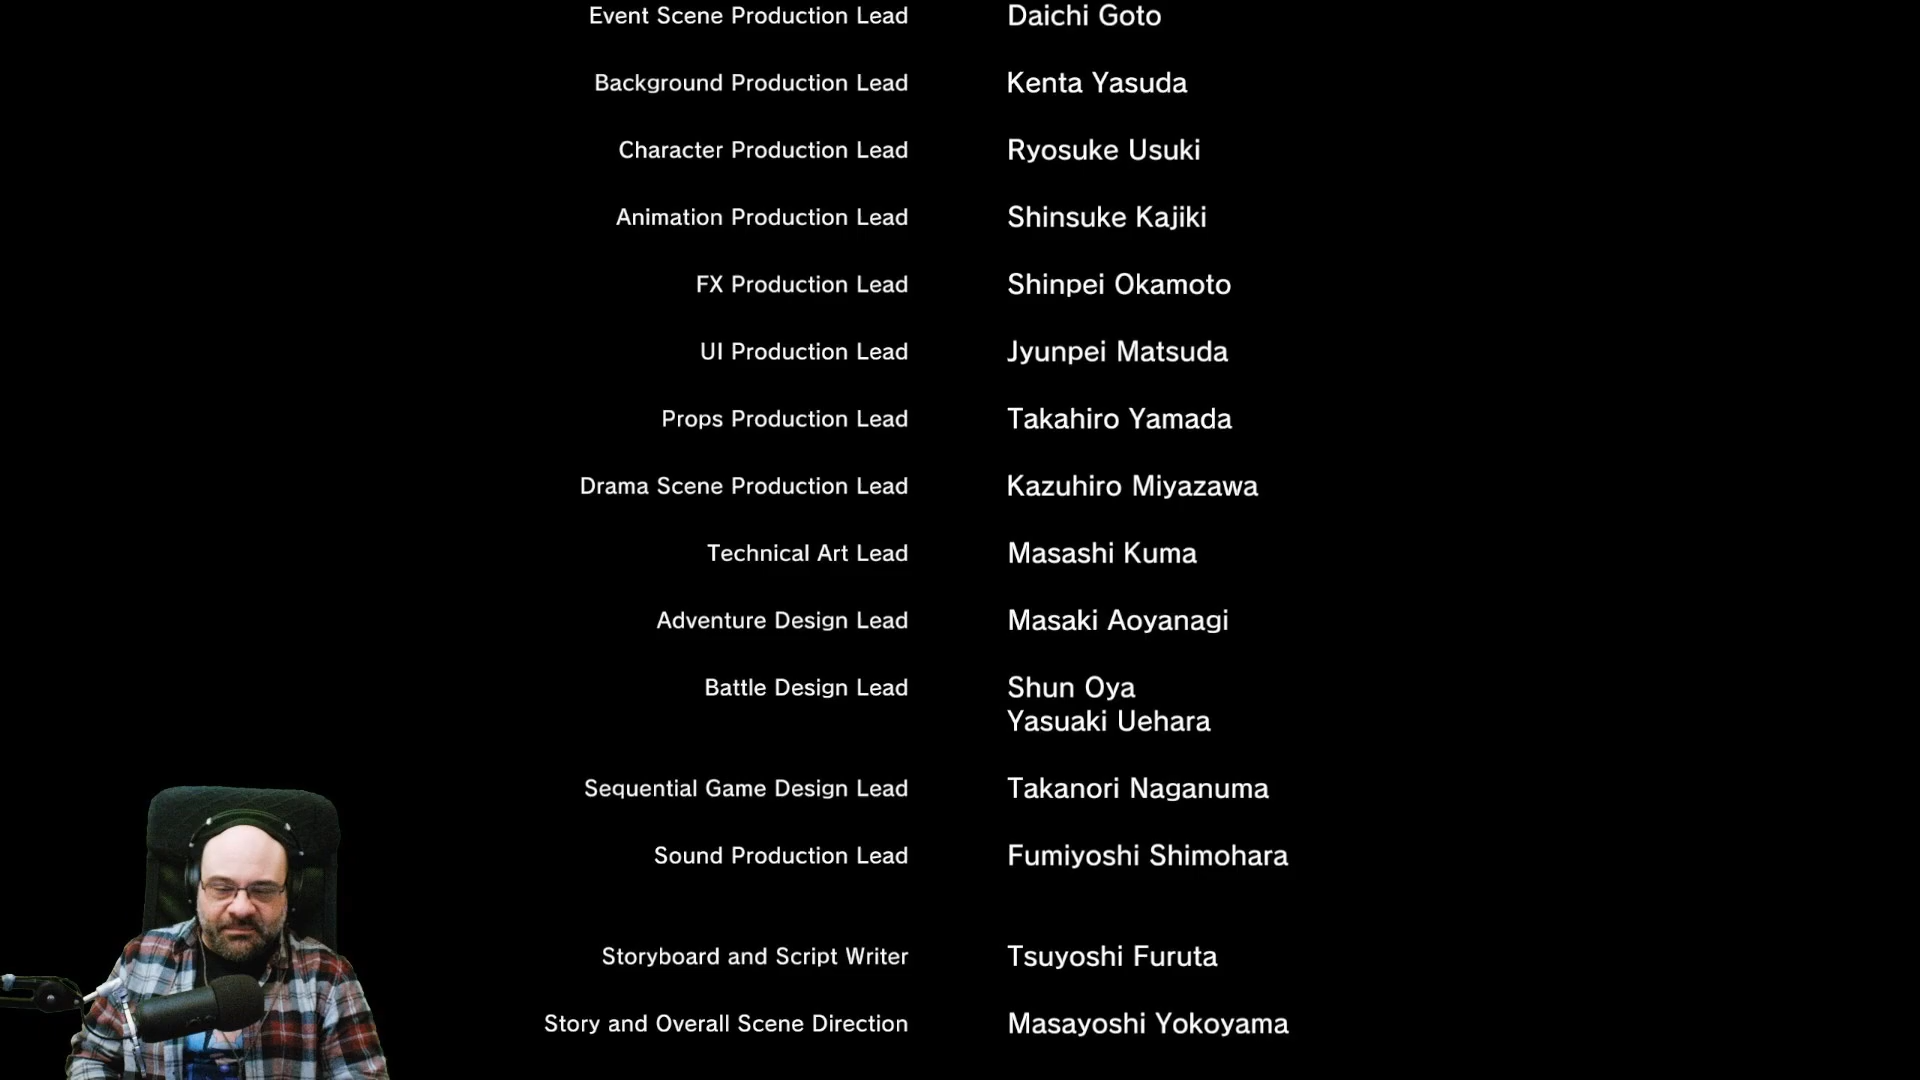 Event Scene Production Lead Daichi Goto
Background Production Lead Kenta Yasuda
Character Production Lead Ryosuke Usuki
Animation Production Lead Shinsuke Kajiki
FX Production Lead Shinpei Okamoto
UI Production Lead Jyunpei Matsuda
Props Production Lead Takahiro Yamada
Drama Scene Production Lead Kazuhiro Miyazawa
Technical Art Lead Masashi Kuma
Adventure Design Lead Masaki Aoyanagi
Battle Design Lead Shun Oya
Yasuaki Uehara
Sequential Game Design Lead Takanori Naganuma
Sound Production Lead Fumiyoshi Shimohara
Storyboard and Script Writer Tsuyoshi Furuta
Story and Overall Scene Direction Masayoshi Yokoyama